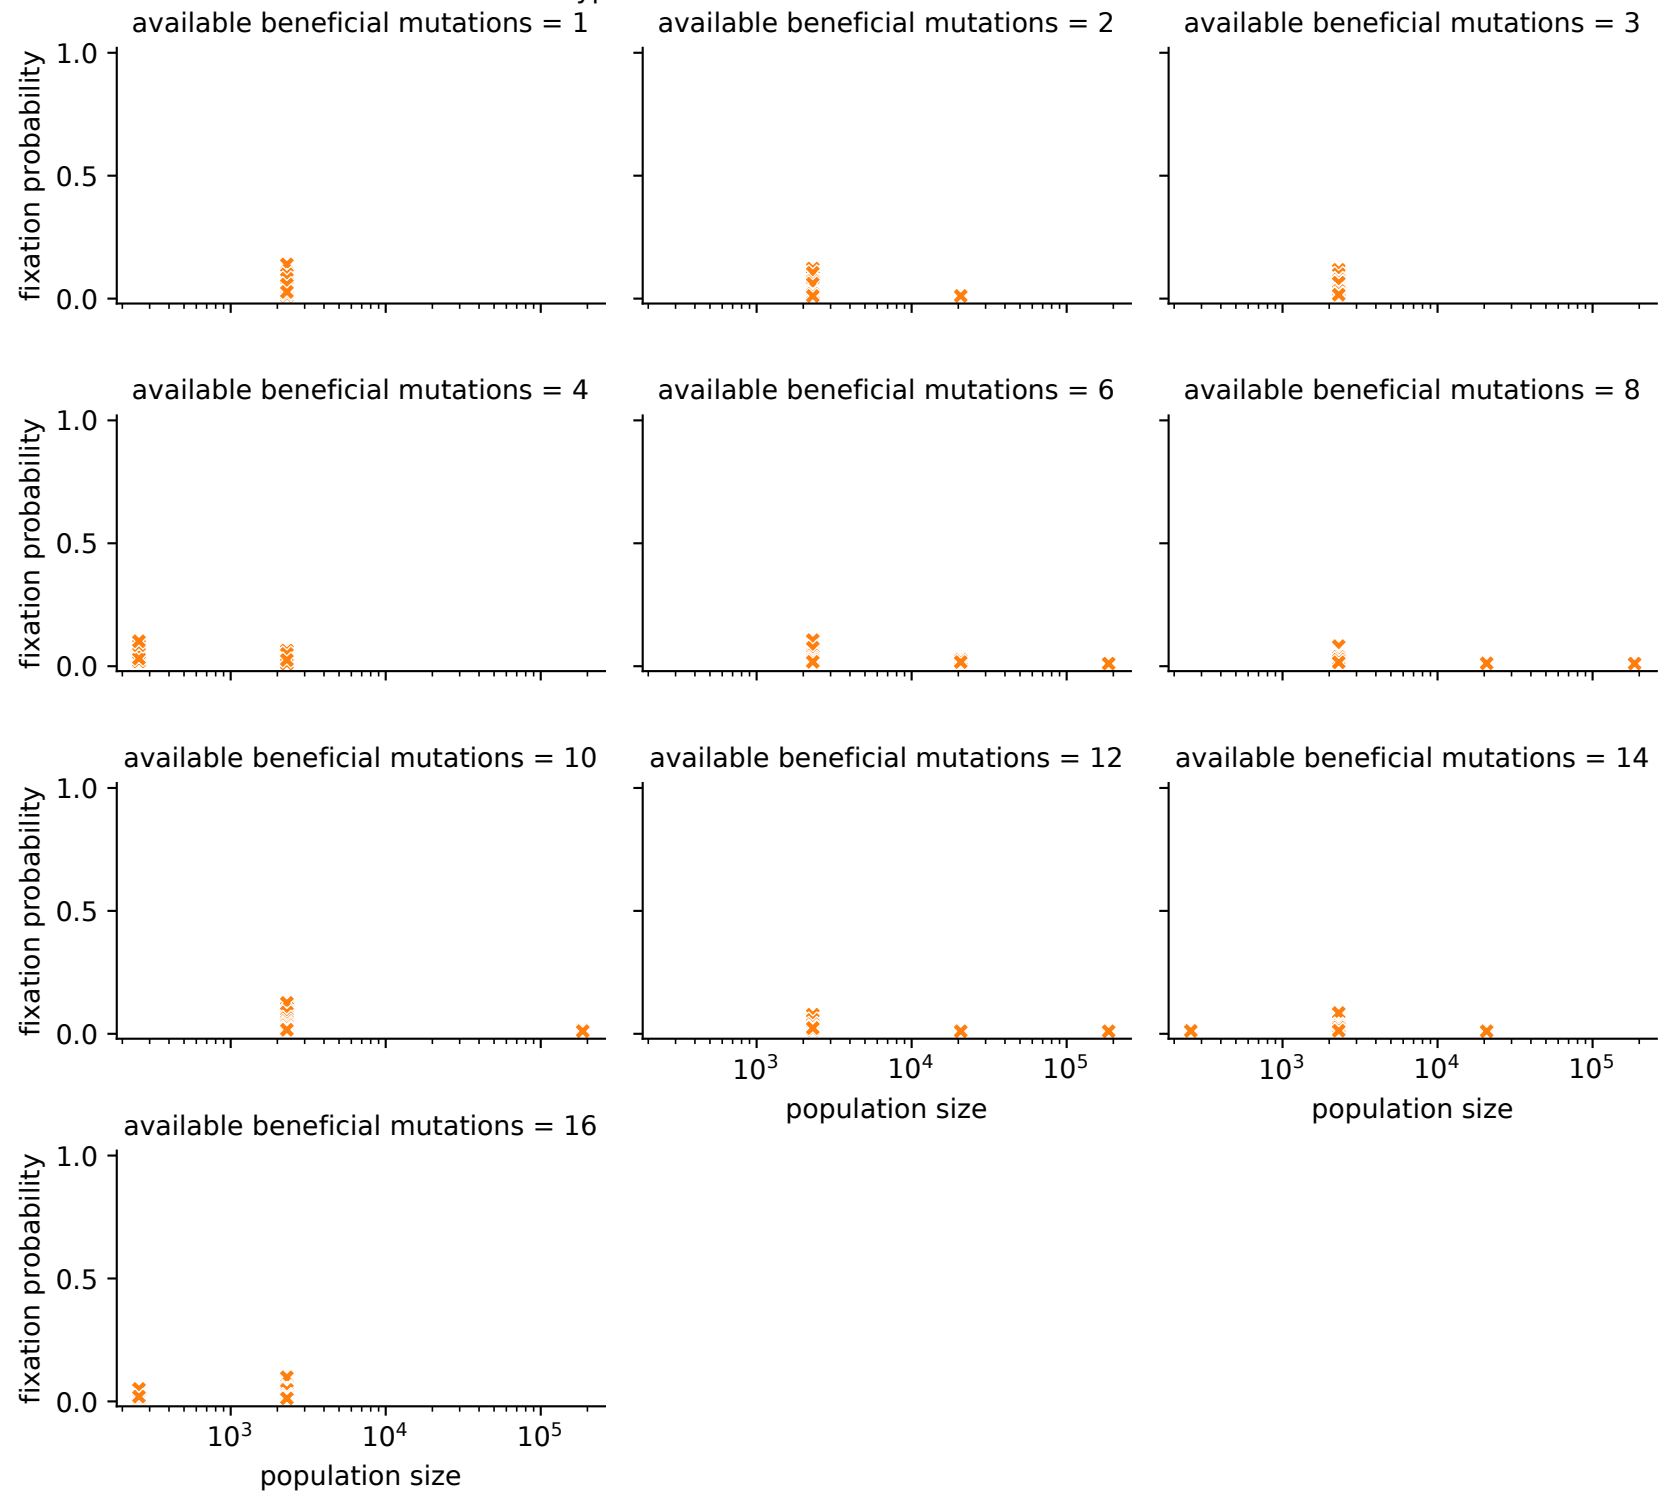 available beneficial mutations = 1
available beneficial mutations = 2
available beneficial mutations = 3
1.0
0.5
0.0
fixation probability
available beneficial mutations = 4
available beneficial mutations = 6
available beneficial mutations = 8
1.0
0.5
0.0
fixation probability
available beneficial mutations = 10
available beneficial mutations = 12
available beneficial mutations = 14
1.0
0.5
0.0
fixation probability
10³ 10⁴ 10⁵
population size
10³ 10⁴ 10⁵
population size
available beneficial mutations = 16
1.0
0.5
0.0
fixation probability
10³ 10⁴ 10⁵
population size